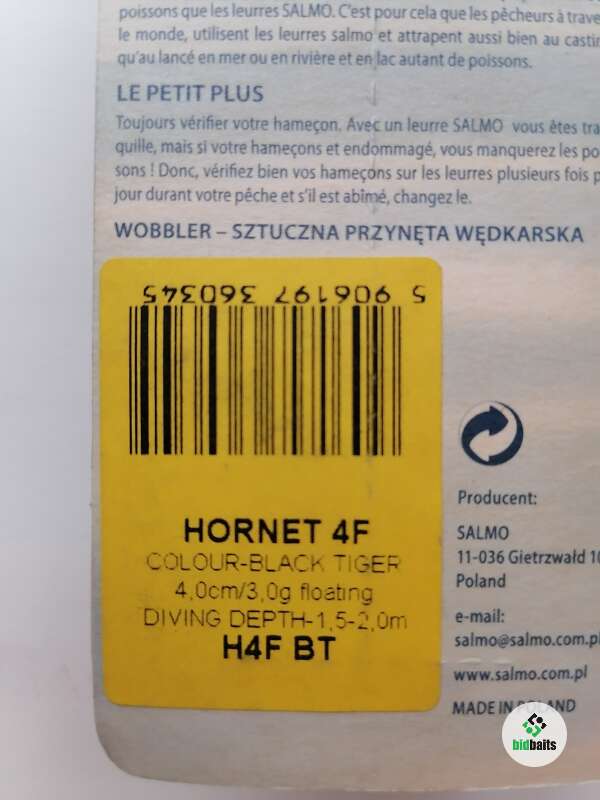 poissons que les leurres SALMO. C'est pour cela que les pêcheurs à trave
le monde, utilisent les leurres salmo et attrapent aussi bien au castin
qu'au lancé en mer ou en rivière et en lac autant de poissons.
LE PETIT PLUS
Toujours vérifier votre hameçon. Avec un leurre SALMO vous êtes tra
quille, mais si votre hameçons et endommagé, vous manquerez les po
sons ! Donc, vérifiez bien vos hameçons sur les leurres plusieurs fois p
jour durant votre pêche et s'il est abîmé, changez le.
WOBBLER – SZTUCZNA PRZYNĘTA WĘDKARSKA
5 906197 360345
HORNET 4F
COLOUR-BLACK TIGER
4,0cm/3,0g floating
DIVING DEPTH-1,5-2,0m
H4F BT
Producent:
SALMO
11-036 Gietrzwałd 10
Poland
e-mail:
salmo@salmo.com.pl
www.salmo.com.pl
MADE IN POLAND
bidbaits